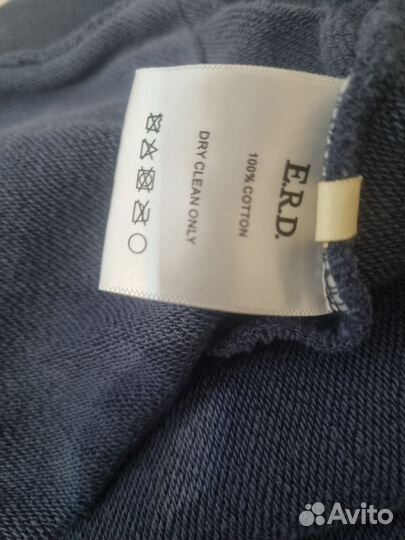 E.R.D.
100% COTTON
DRY CLEAN ONLY
Avito